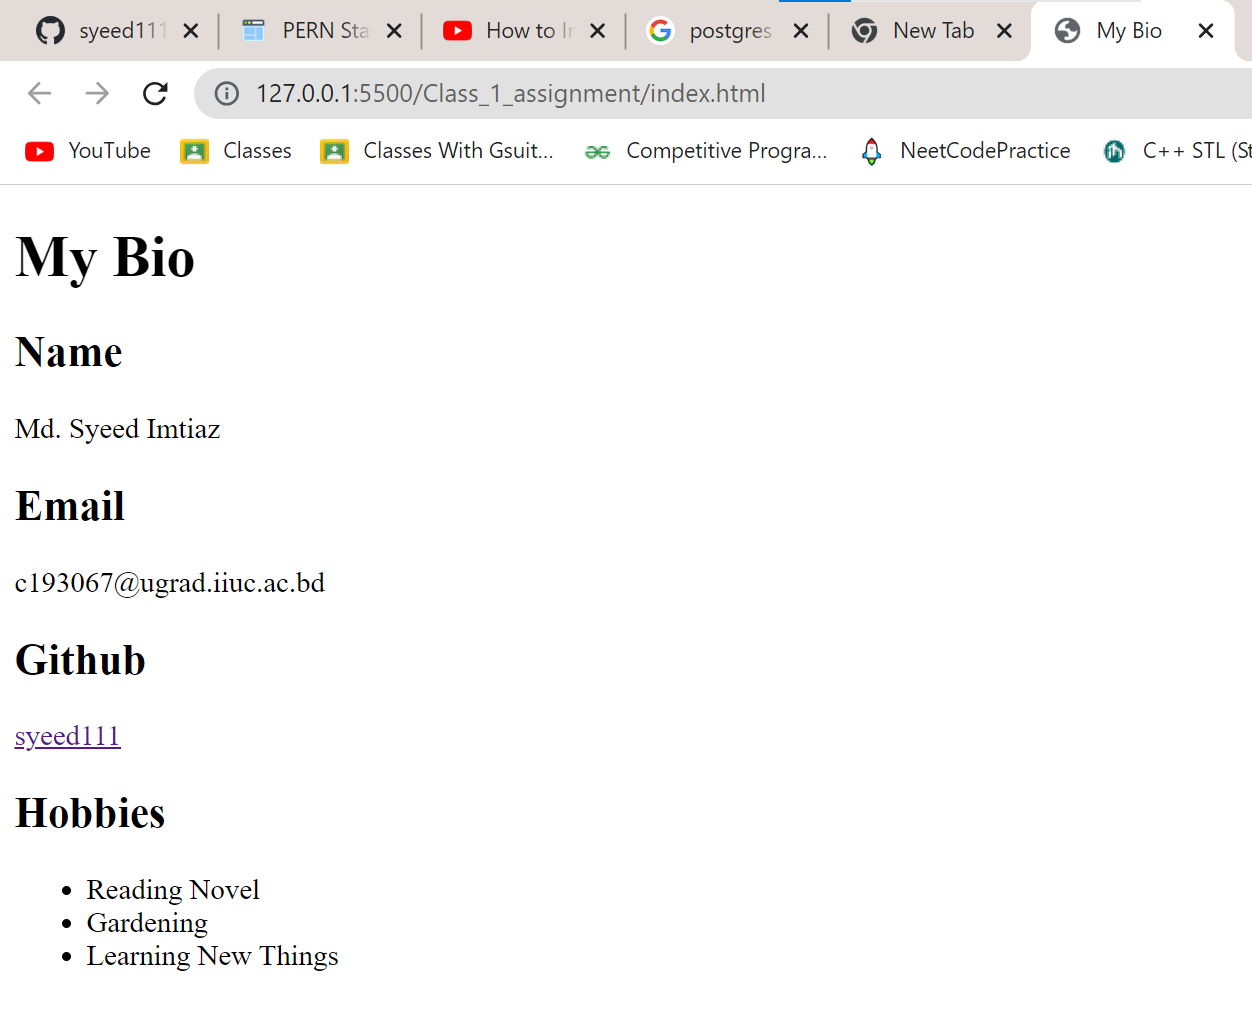 syeed111
PERN Sta
How to In
postgres
New Tab
My Bio
127.0.0.1:5500/Class_1_assignment/index.html
YouTube
Classes
Classes With Gsuit...
Competitive Progra...
NeetCodePractice
C++ STL (St
My Bio
Name
Md. Syeed Imtiaz
Email
c193067@ugrad.iiuc.ac.bd
Github
syeed111
Hobbies
• Reading Novel
• Gardening
• Learning New Things